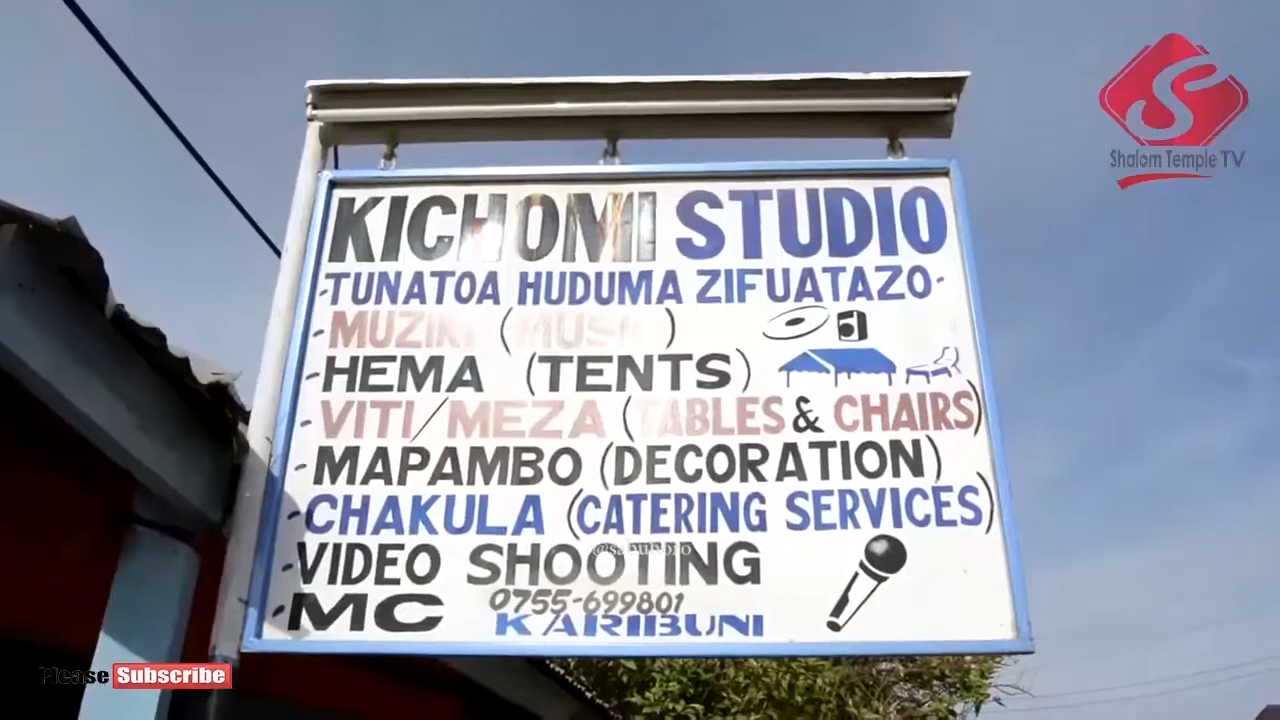 KICHOMI STUDIO
-TUNATOA HUDUMA ZIFUATAZO-
-MUZIKI (MUSIC)
-HEMA (TENTS)
-VITI/MEZA (TABLES & CHAIRS)
-MAPAMBO (DECORATION)
-CHAKULA (CATERING SERVICES)
-VIDEO SHOOTING
-MC 0755-699801
KARIBUNI
S
Shalom Temple TV
Please Subscribe